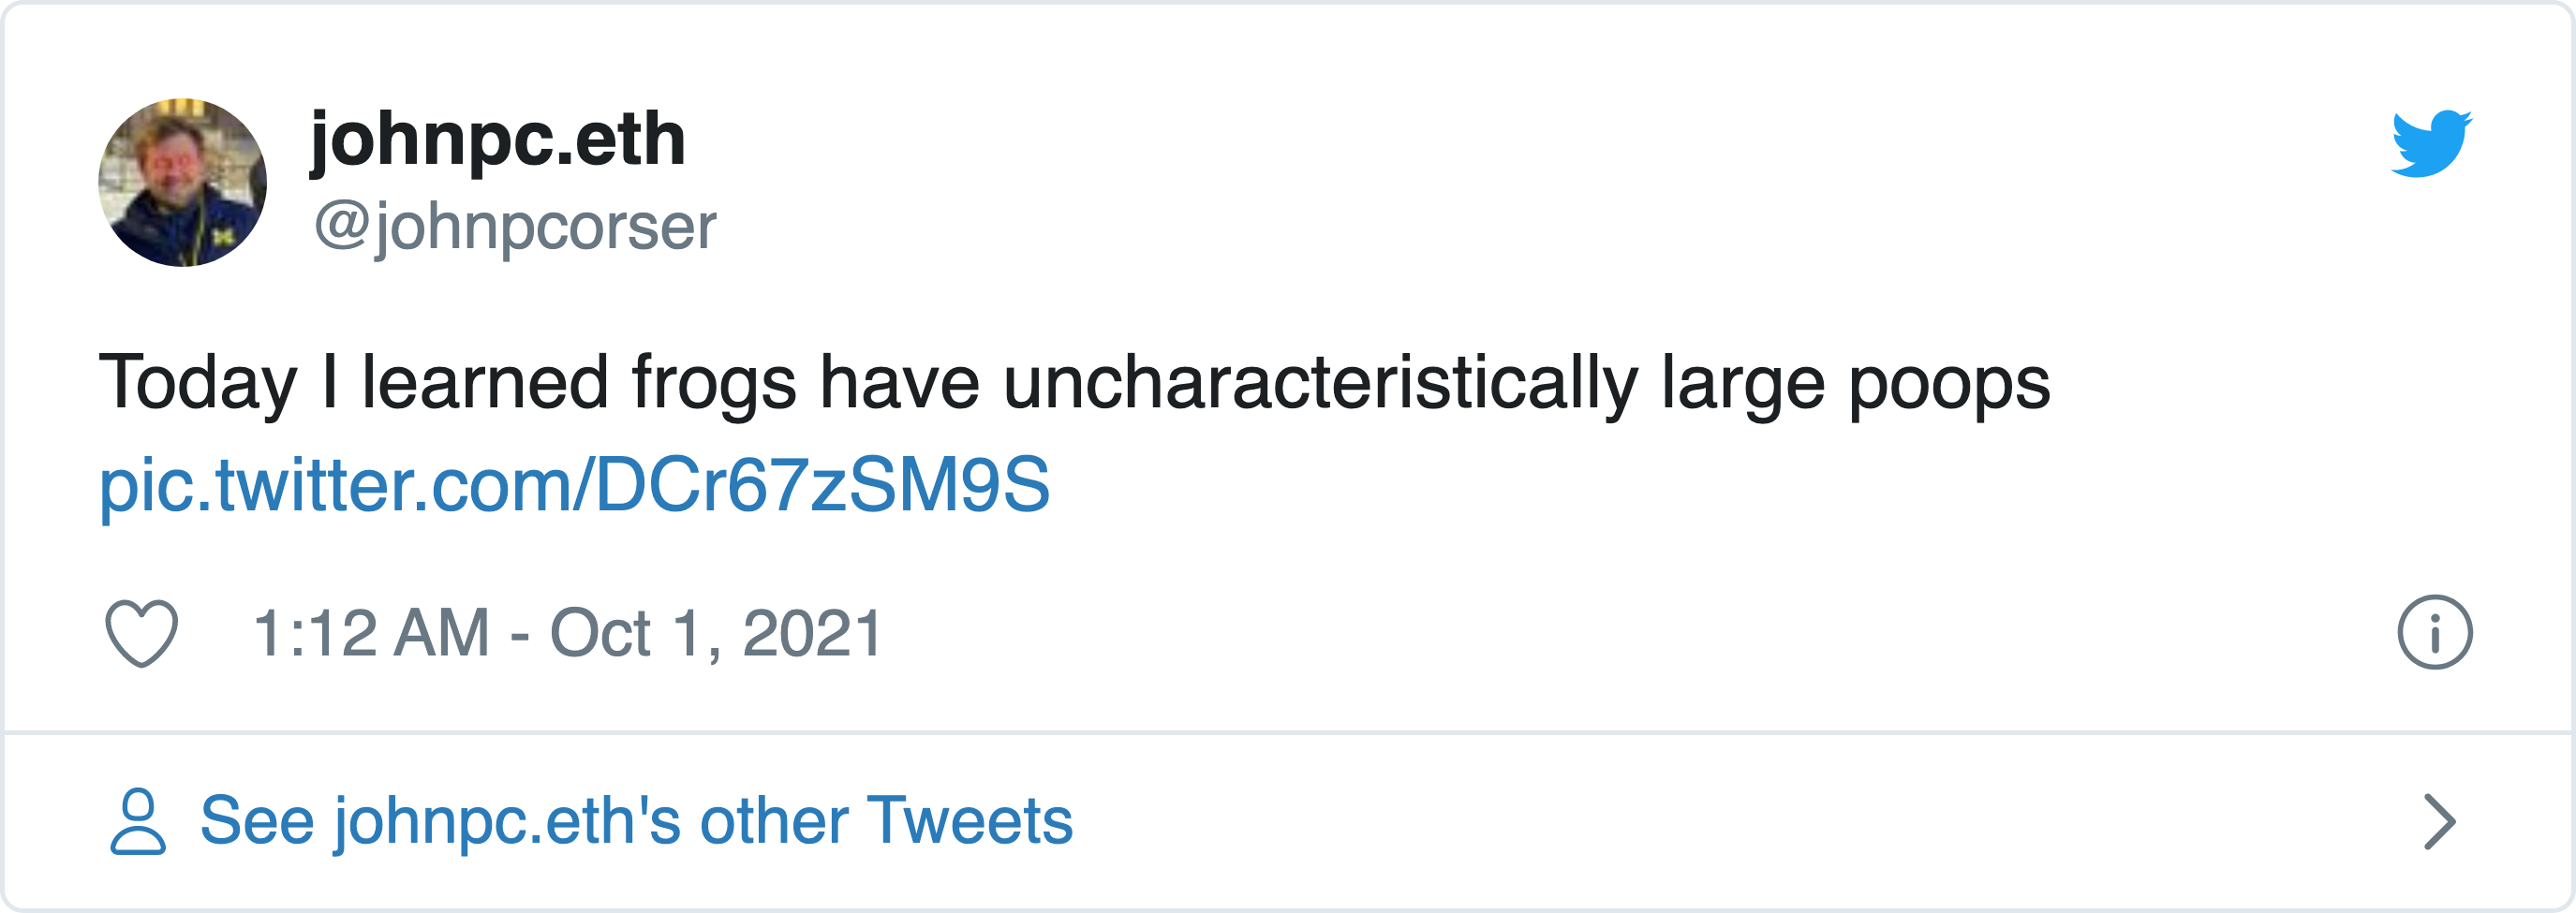 johnpc.eth
@johnpcorser
Today I learned frogs have uncharacteristically large poops
pic.twitter.com/DCr67zSM9S
1:12 AM - Oct 1, 2021
See johnpc.eth's other Tweets